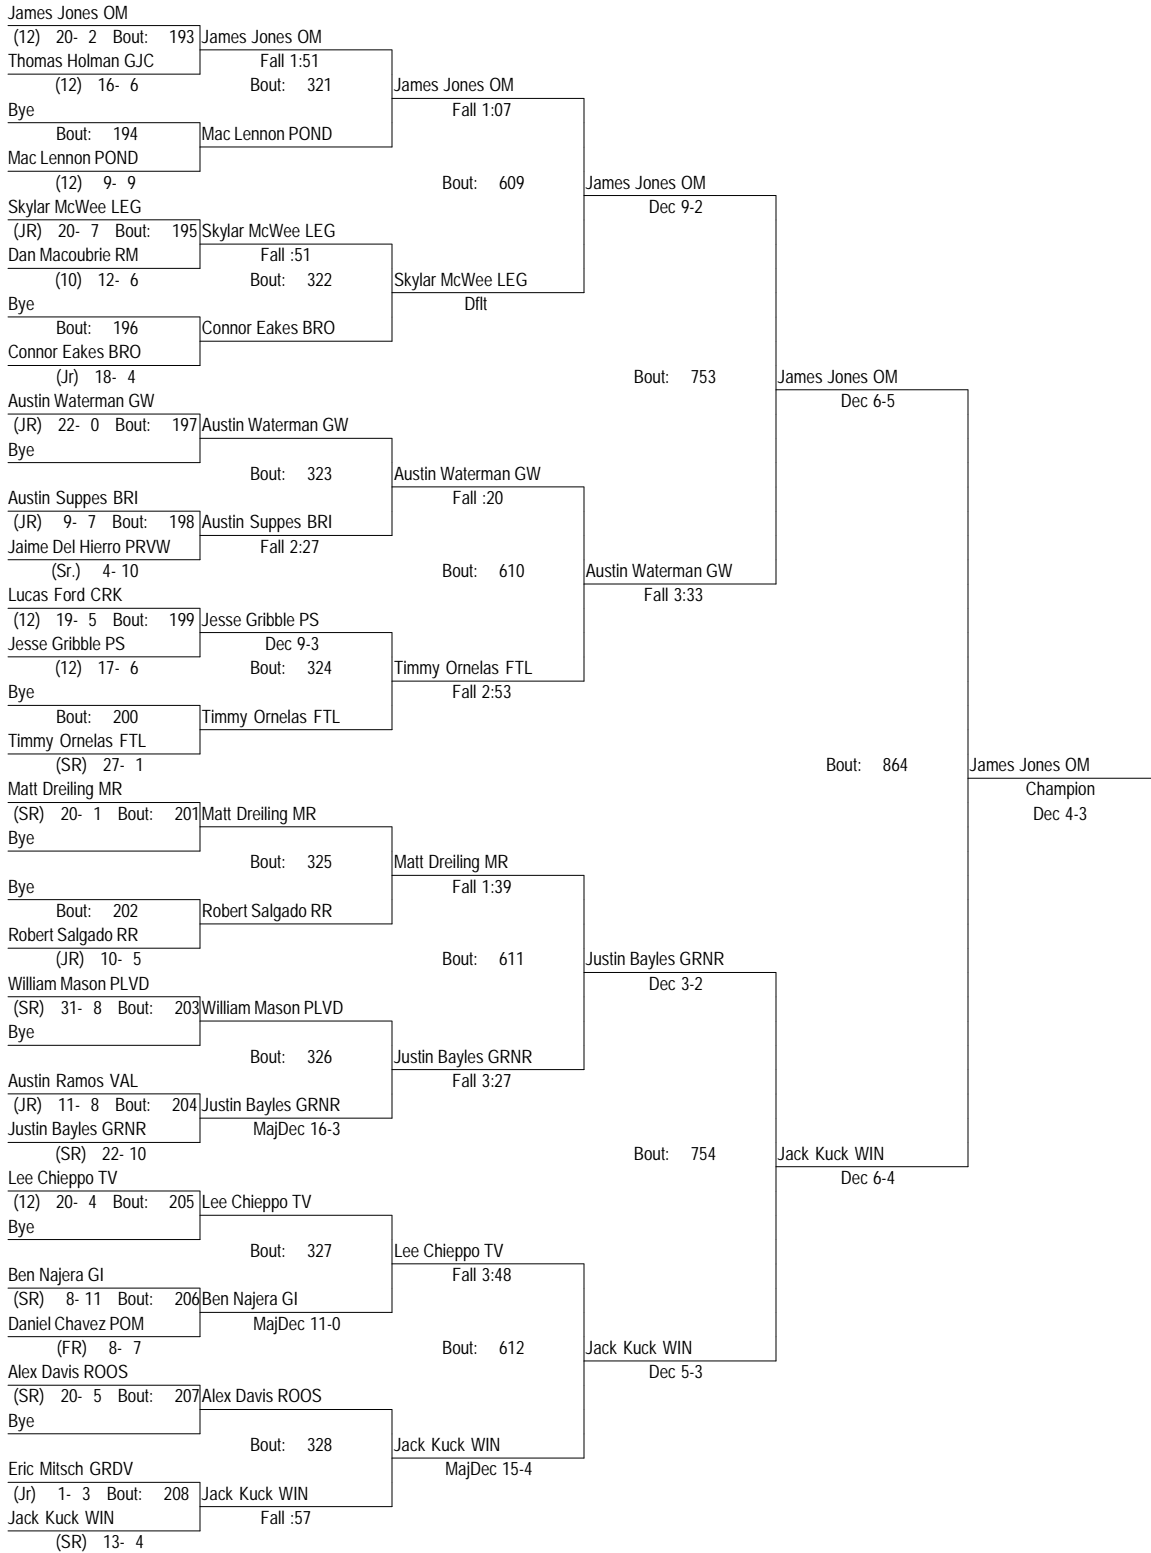 James Jones OM
(12) 20- 2 Bout: 193 James Jones OM
Thomas Holman GJC Fall 1:51
(12) 16- 6 Bout: 321 James Jones OM
Bye Fall 1:07
Bout: 194 Mac Lennon POND
Mac Lennon POND
(12) 9- 9 Bout: 609 James Jones OM
Skylar McWee LEG Dec 9-2
(JR) 20- 7 Bout: 195 Skylar McWee LEG
Dan Macoubrie RM Fall :51
(10) 12- 6 Bout: 322 Skylar McWee LEG
Bye Dflt
Bout: 196 Connor Eakes BRO
Connor Eakes BRO
(Jr) 18- 4 Bout: 753 James Jones OM
Austin Waterman GW Dec 6-5
(JR) 22- 0 Bout: 197 Austin Waterman GW
Bye
Bout: 323 Austin Waterman GW
Austin Suppes BRI Fall :20
(JR) 9- 7 Bout: 198 Austin Suppes BRI
Jaime Del Hierro PRVW Fall 2:27
(Sr.) 4- 10 Bout: 610 Austin Waterman GW
Lucas Ford CRK Fall 3:33
(12) 19- 5 Bout: 199 Jesse Gribble PS
Jesse Gribble PS Dec 9-3
(12) 17- 6 Bout: 324 Timmy Ornelas FTL
Bye Fall 2:53
Bout: 200 Timmy Ornelas FTL
Timmy Ornelas FTL
(SR) 27- 1 Bout: 864 James Jones OM
Matt Dreiling MR Champion
(SR) 20- 1 Bout: 201 Matt Dreiling MR Dec 4-3
Bye
Bout: 325 Matt Dreiling MR
Bye Fall 1:39
Bout: 202 Robert Salgado RR
Robert Salgado RR
(JR) 10- 5 Bout: 611 Justin Bayles GRNR
William Mason PLVD Dec 3-2
(SR) 31- 8 Bout: 203 William Mason PLVD
Bye
Bout: 326 Justin Bayles GRNR
Austin Ramos VAL Fall 3:27
(JR) 11- 8 Bout: 204 Justin Bayles GRNR
Justin Bayles GRNR MajDec 16-3
(SR) 22- 10 Bout: 754 Jack Kuck WIN
Lee Chieppo TV Dec 6-4
(12) 20- 4 Bout: 205 Lee Chieppo TV
Bye
Bout: 327 Lee Chieppo TV
Ben Najera GI Fall 3:48
(SR) 8- 11 Bout: 206 Ben Najera GI
Daniel Chavez POM MajDec 11-0
(FR) 8- 7 Bout: 612 Jack Kuck WIN
Alex Davis ROOS Dec 5-3
(SR) 20- 5 Bout: 207 Alex Davis ROOS
Bye
Bout: 328 Jack Kuck WIN
Eric Mitsch GRDV MajDec 15-4
(Jr) 1- 3 Bout: 208 Jack Kuck WIN
Jack Kuck WIN Fall :57
(SR) 13- 4